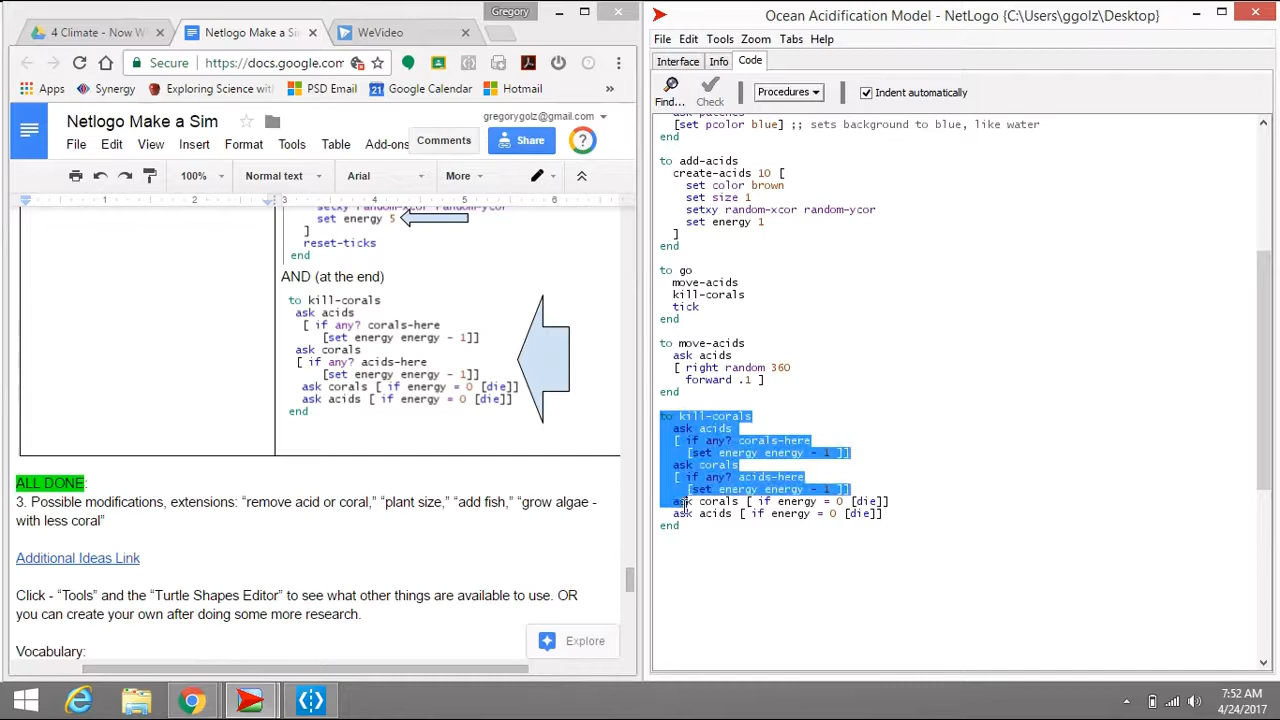 Gregory
4 Climate - Now W
Netlogo Make a Si
WeVideo
Secure
https://docs.google.com
Apps
Synergy
Exploring Science wit
PSD Email
21
Google Calendar
Hotmail
»
Netlogo Make a Sim
gregorygolz@gmail.com
File Edit View Insert Format Tools Table Add-ons
Comments
Share
100%
Normal text
Arial
More
3 4 5 6
setxy random-xcor random-ycor
set energy 5
]
reset-ticks
end
AND (at the end)
to kill-corals
ask acids
[ if any? corals-here
[set energy energy - 1]]
ask corals
[ if any? acids-here
[set energy energy - 1]]
ask corals [ if energy = 0 [die]]
ask acids [ if energy = 0 [die]]
end
ALL DONE:
3. Possible modifications, extensions: “remove acid or coral,” “plant size,” “add fish,” “grow algae -
with less coral”
Additional Ideas Link
Click - “Tools” and the “Turtle Shapes Editor” to see what other things are available to use. OR
you can create your own after doing some more research.
Explore
Vocabulary:
Ocean Acidification Model - NetLogo {C:\Users\ggolz\Desktop}
File Edit Tools Zoom Tabs Help
Interface Info Code
Find...
Check
Procedures
Indent automatically
ask patches
[set pcolor blue] ;; sets background to blue, like water
end
to add-acids
create-acids 10 [
set color brown
set size 1
setxy random-xcor random-ycor
set energy 1
]
end
to go
move-acids
kill-corals
tick
end
to move-acids
ask acids
[ right random 360
forward .1 ]
end
to kill-corals
ask acids
[ if any? corals-here
[set energy energy - 1 ]]
ask corals
[ if any? acids-here
[set energy energy - 1 ]]
ask corals [ if energy = 0 [die]]
ask acids [ if energy = 0 [die]]
end
7:52 AM
4/24/2017